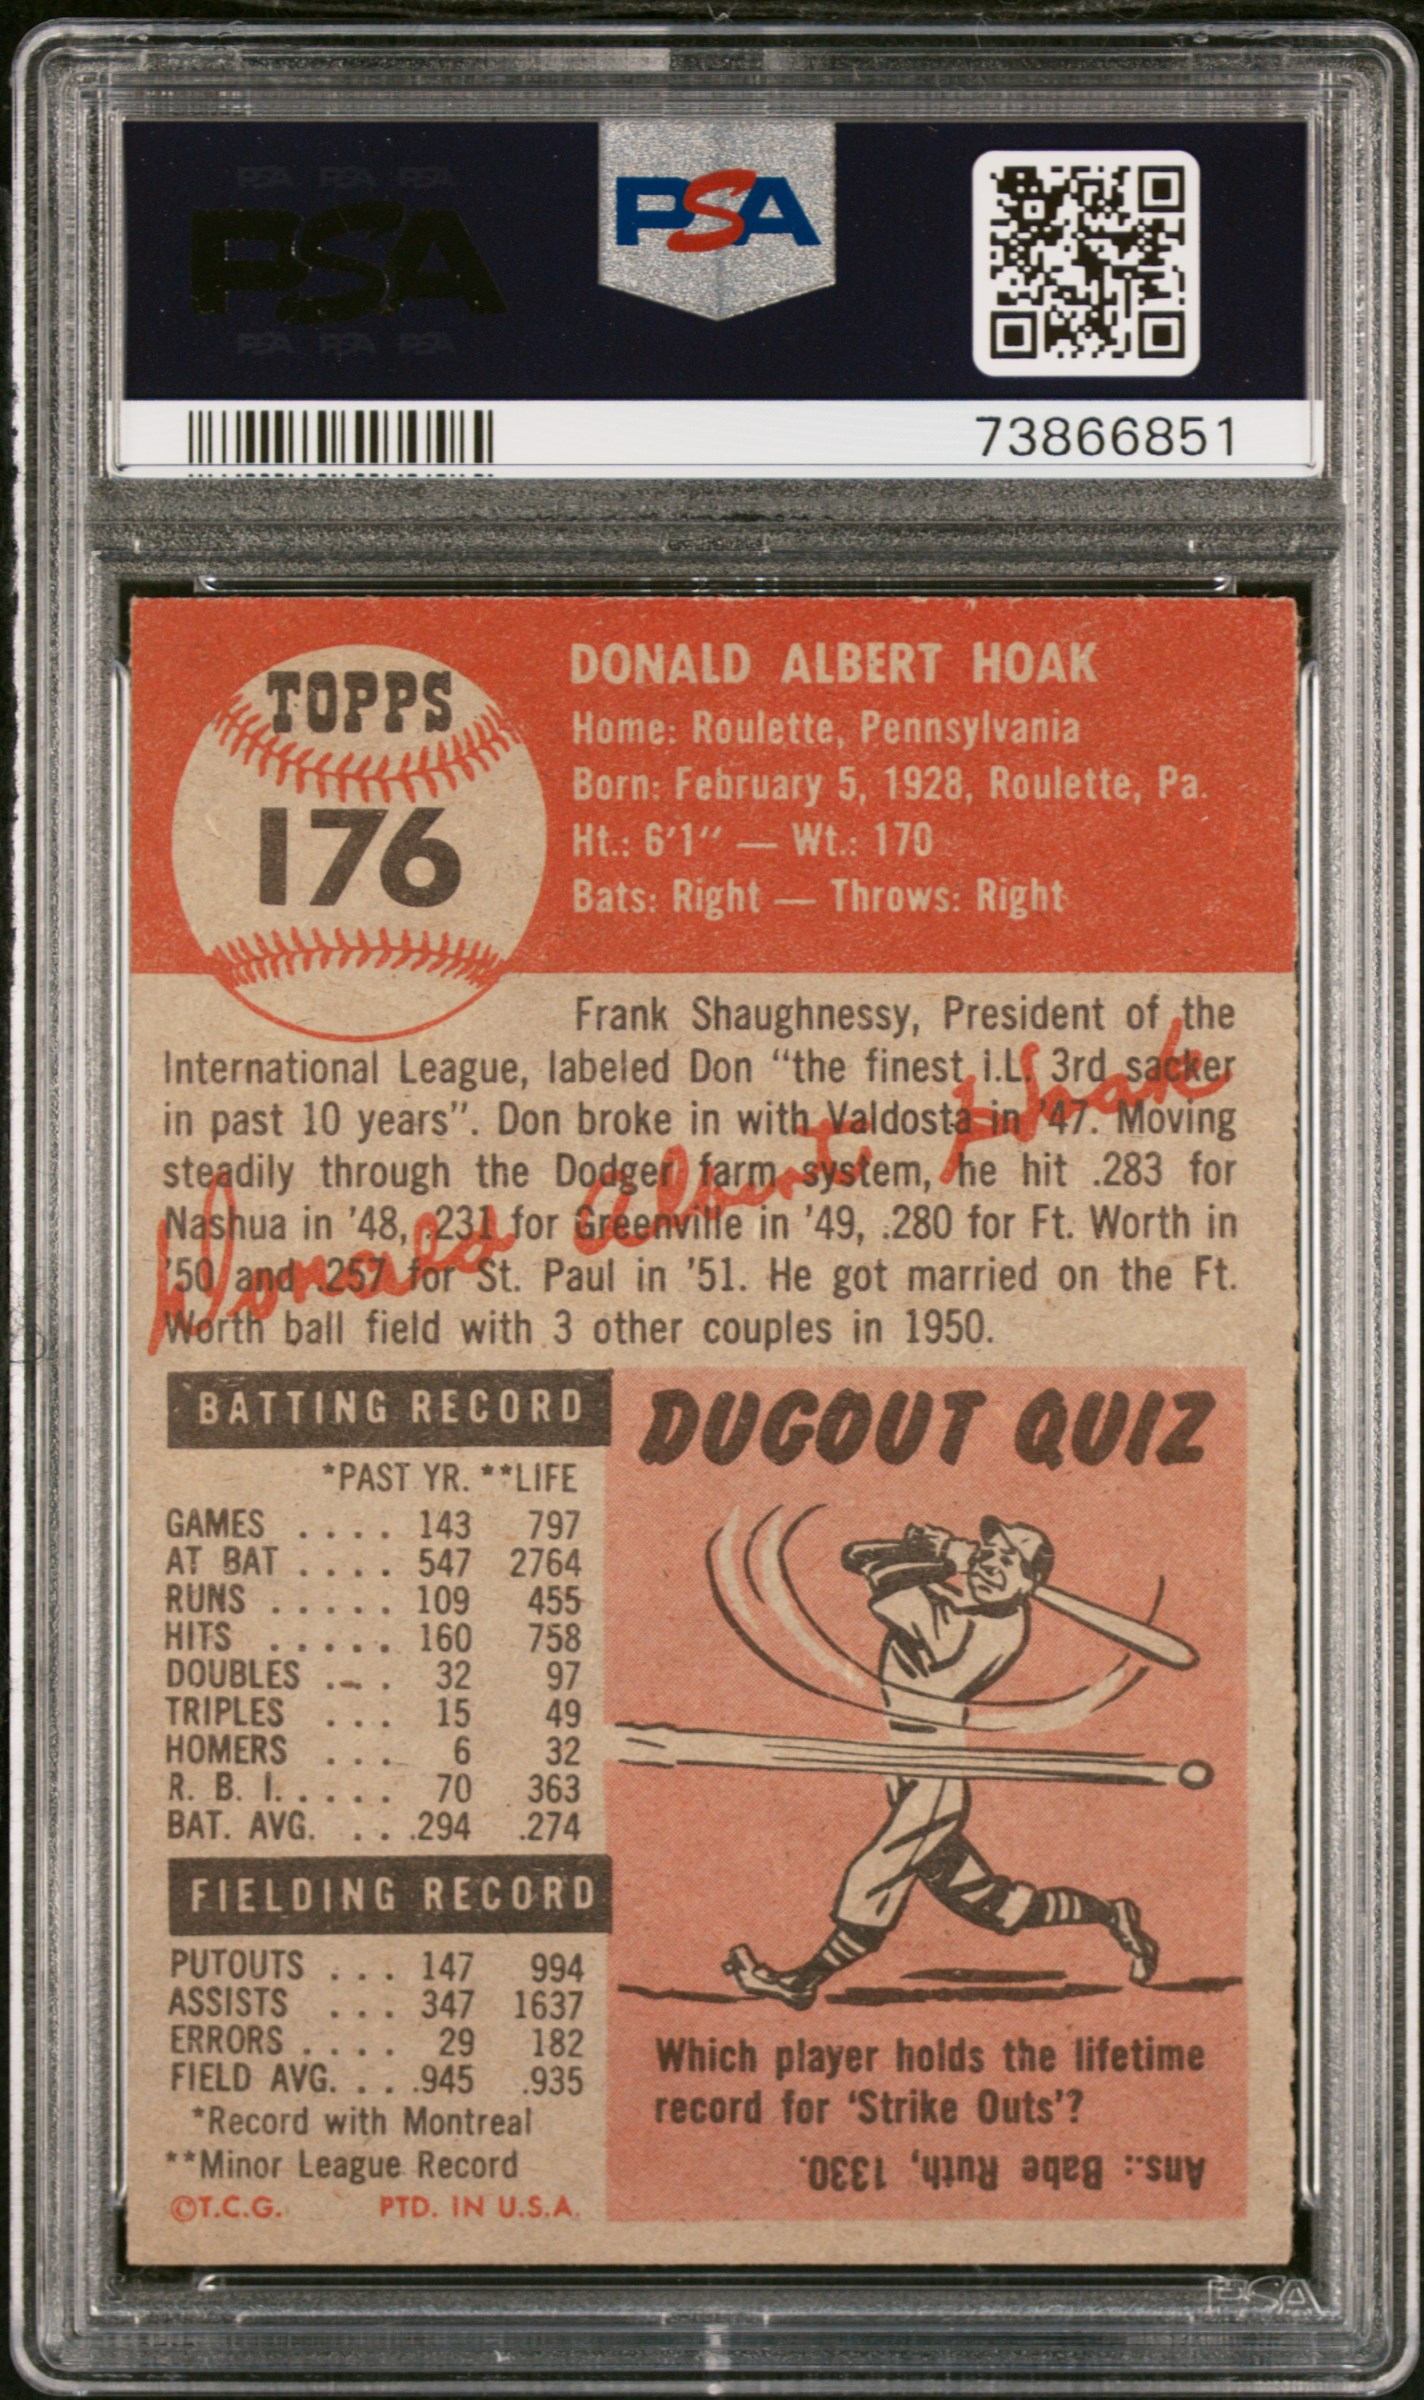 PSA PSA PSA
PSA
PSA PSA PSA
PSA
73866851
TOPPS
176
DONALD ALBERT HOAK
Home: Roulette, Pennsylvania
Born: February 5, 1928, Roulette, Pa.
Ht.: 6'1" — Wt.: 170
Bats: Right — Throws: Right
Frank Shaughnessy, President of the
International League, labeled Don "the finest i.L. 3rd sacker
in past 10 years". Don broke in with Valdosta in '47. Moving
steadily through the Dodger farm system, he hit .283 for
Nashua in '48, .231 for Greenville in '49, .280 for Ft. Worth in
'50 and .257 for St. Paul in '51. He got married on the Ft.
Worth ball field with 3 other couples in 1950.
Donald Albert Hoak
BATTING RECORD
*PAST YR. **LIFE
GAMES . . . . 143 797
AT BAT . . . . 547 2764
RUNS . . . . . 109 455
HITS . . . . . 160 758
DOUBLES . . . 32 97
TRIPLES . . . 15 49
HOMERS . . . 6 32
R. B. I. . . . . 70 363
BAT. AVG. . . .294 .274
FIELDING RECORD
PUTOUTS . . . 147 994
ASSISTS . . . 347 1637
ERRORS . . . . 29 182
FIELD AVG. . . .945 .935
*Record with Montreal
**Minor League Record
©T.C.G. PTD. IN U.S.A.
DUGOUT QUIZ
Which player holds the lifetime
record for 'Strike Outs'?
Ans.: Babe Ruth, 1330.
PSA